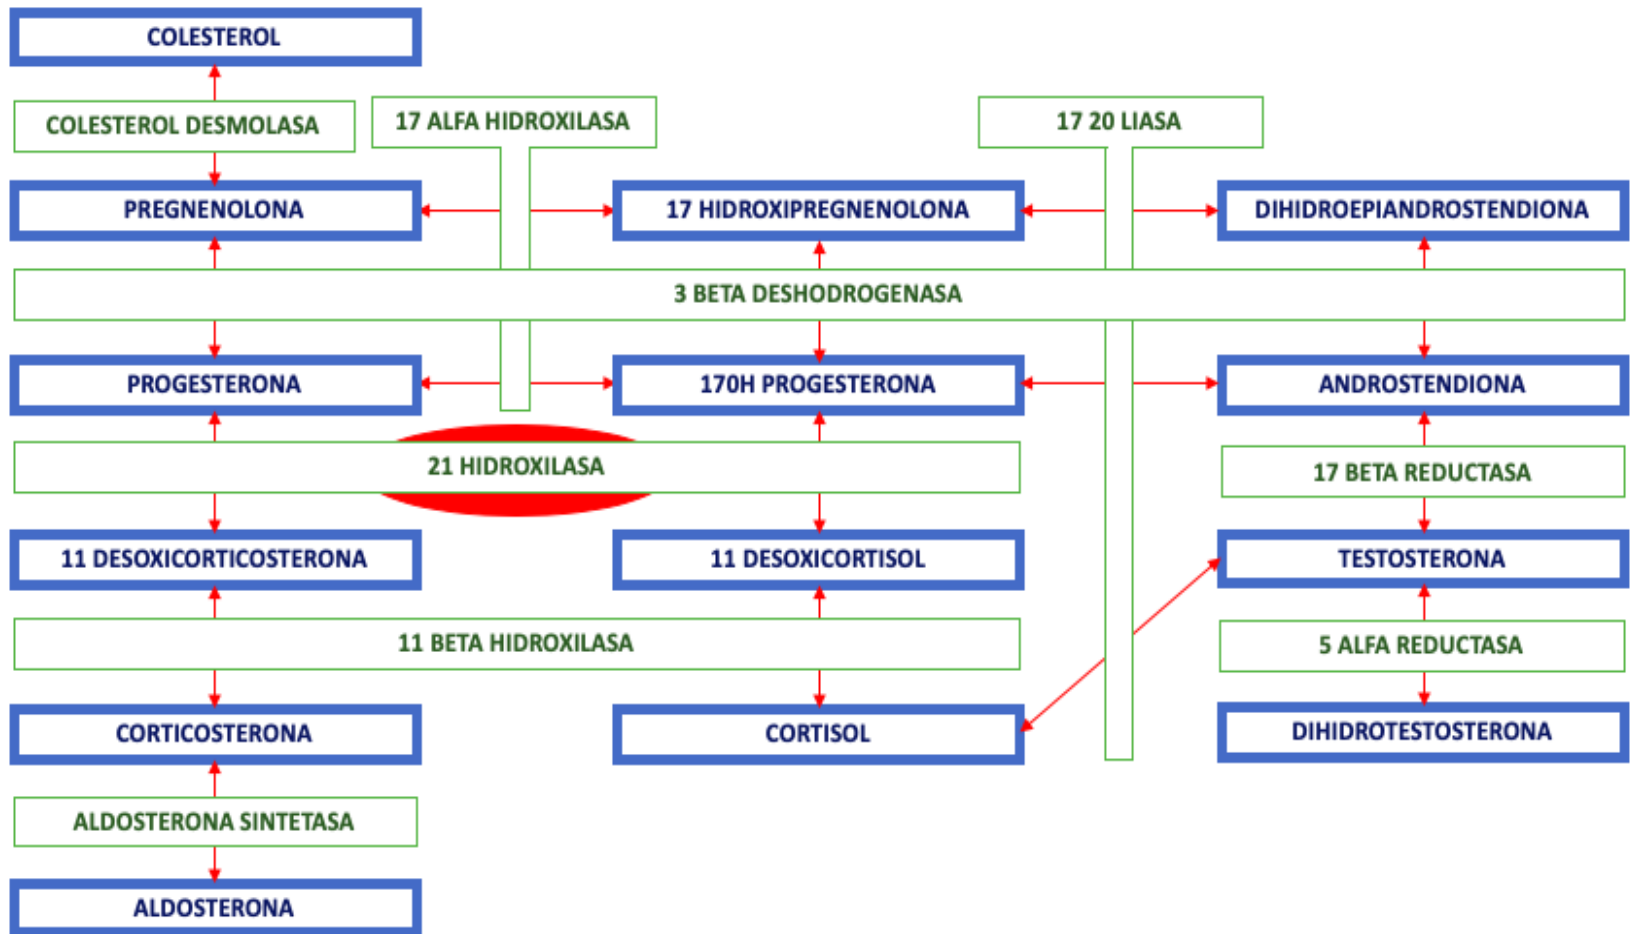 COLESTEROL
COLESTEROL DESMOLASA
17 ALFA HIDROXILASA
17 20 LIASA
PREGNENOLONA
17 HIDROXIPREGNENOLONA
DIHIDROEPIANDROSTENDIONA
3 BETA DESHODROGENASA
PROGESTERONA
170H PROGESTERONA
ANDROSTENDIONA
21 HIDROXILASA
17 BETA REDUCTASA
11 DESOXICORTICOSTERONA
11 DESOXICORTISOL
TESTOSTERONA
11 BETA HIDROXILASA
5 ALFA REDUCTASA
CORTICOSTERONA
CORTISOL
DIHIDROTESTOSTERONA
ALDOSTERONA SINTETASA
ALDOSTERONA